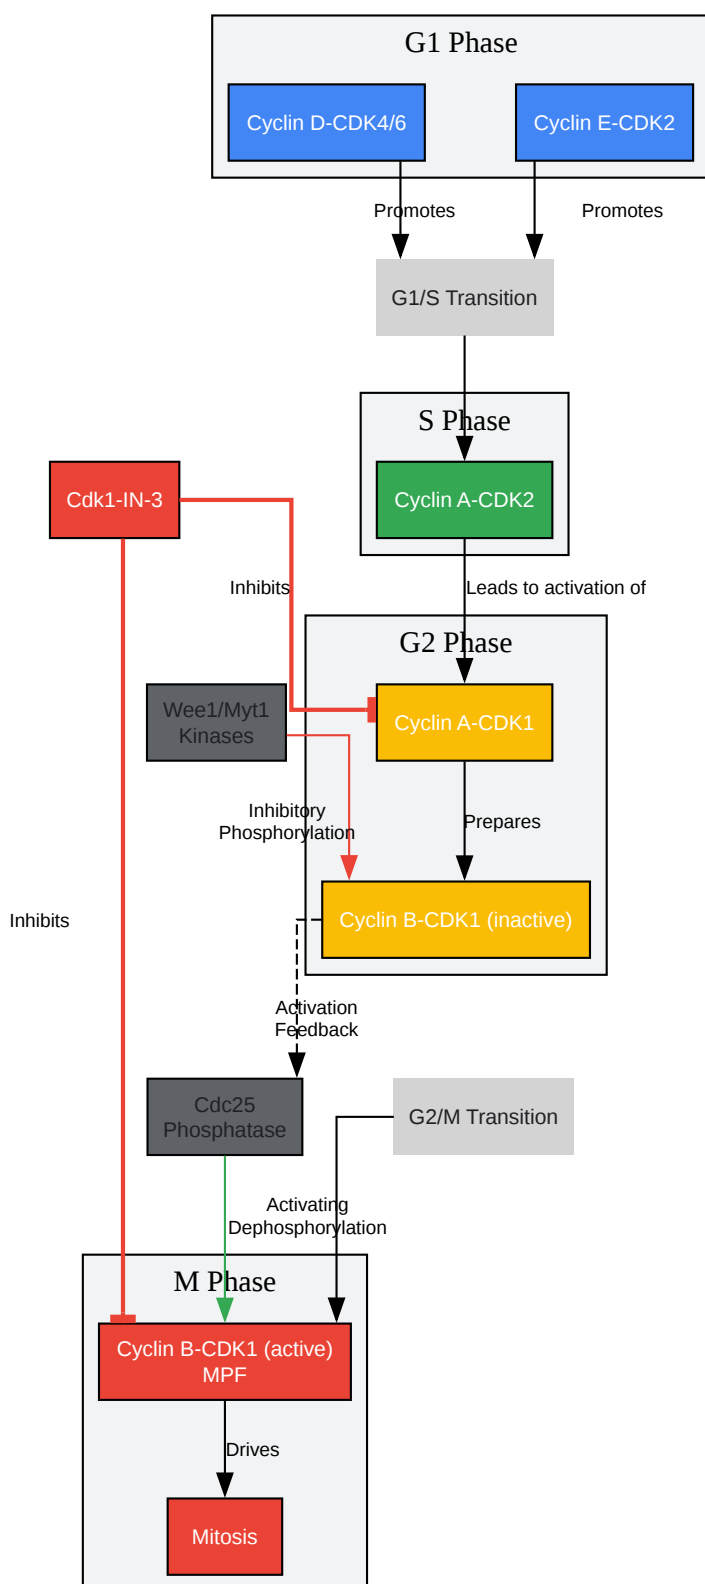 G1 Phase
Cyclin D-CDK4/6
Cyclin E-CDK2
Promotes
Promotes
G1/S Transition
S Phase
Cdk1-IN-3
Cyclin A-CDK2
Inhibits
Leads to activation of
G2 Phase
Wee1/Myt1
Kinases
Cyclin A-CDK1
Inhibitory
Phosphorylation
Prepares
Cyclin B-CDK1 (inactive)
Inhibits
Activation
Feedback
Cdc25
Phosphatase
G2/M Transition
Activating
Dephosphorylation
M Phase
Cyclin B-CDK1 (active)
MPF
Drives
Mitosis